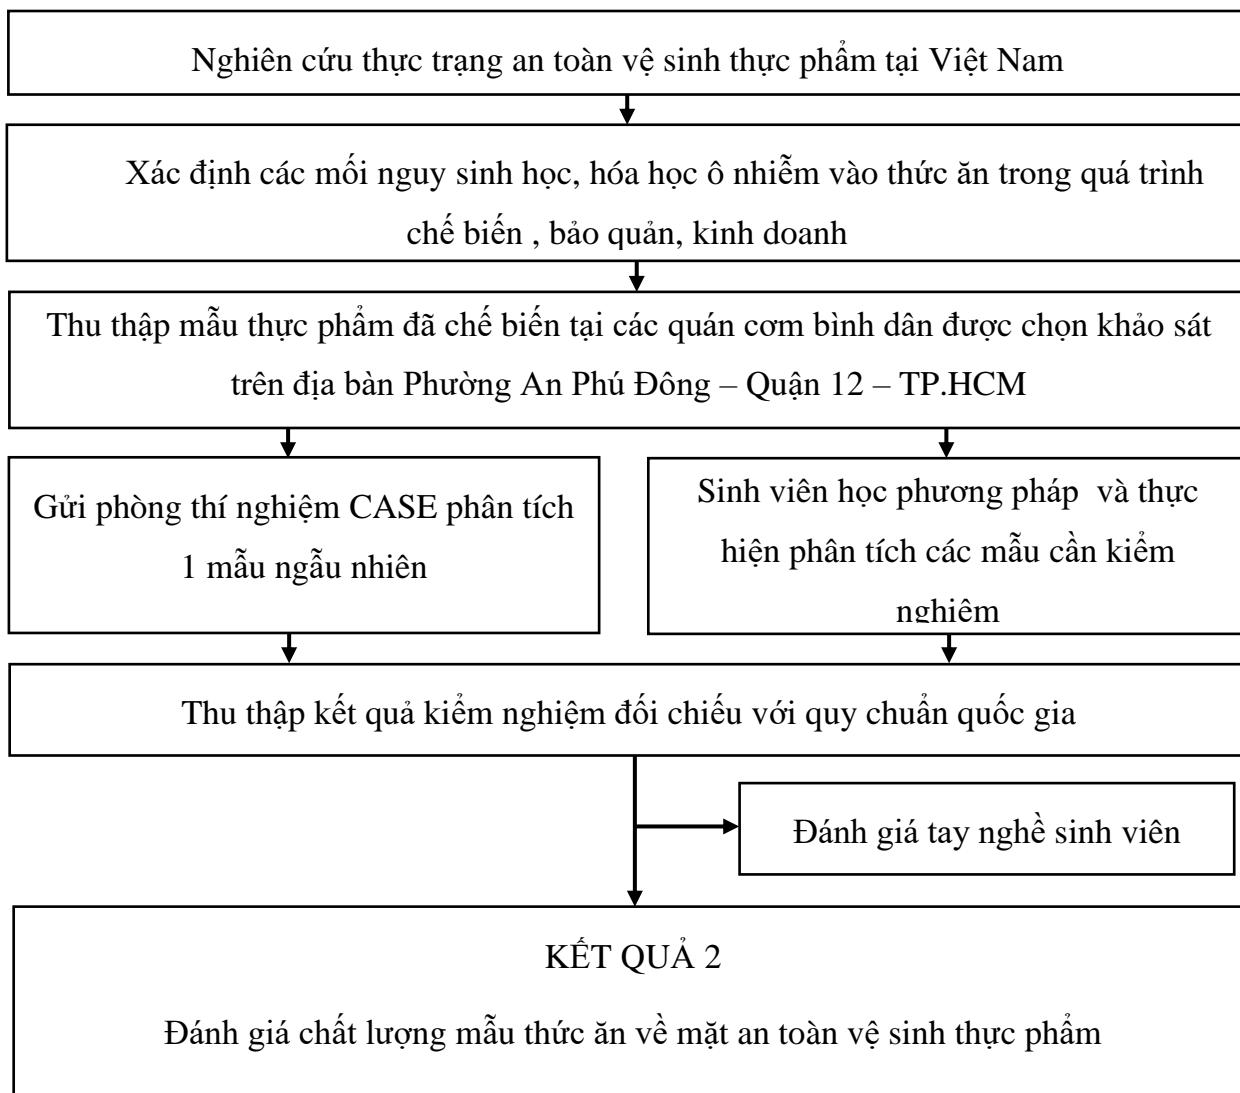 Nghiên cứu thực trạng an toàn vệ sinh thực phẩm tại Việt Nam
Xác định các mối nguy sinh học, hóa học ô nhiễm vào thức ăn trong quá trình
chế biến , bảo quản, kinh doanh
Thu thập mẫu thực phẩm đã chế biến tại các quán cơm bình dân được chọn khảo sát
trên địa bàn Phường An Phú Đông – Quận 12 – TP.HCM
Gửi phòng thí nghiệm CASE phân tích
1 mẫu ngẫu nhiên
Sinh viên học phương pháp và thực
hiện phân tích các mẫu cần kiểm
nghiệm
Thu thập kết quả kiểm nghiệm đối chiếu với quy chuẩn quốc gia
Đánh giá tay nghề sinh viên
KẾT QUẢ 2
Đánh giá chất lượng mẫu thức ăn về mặt an toàn vệ sinh thực phẩm